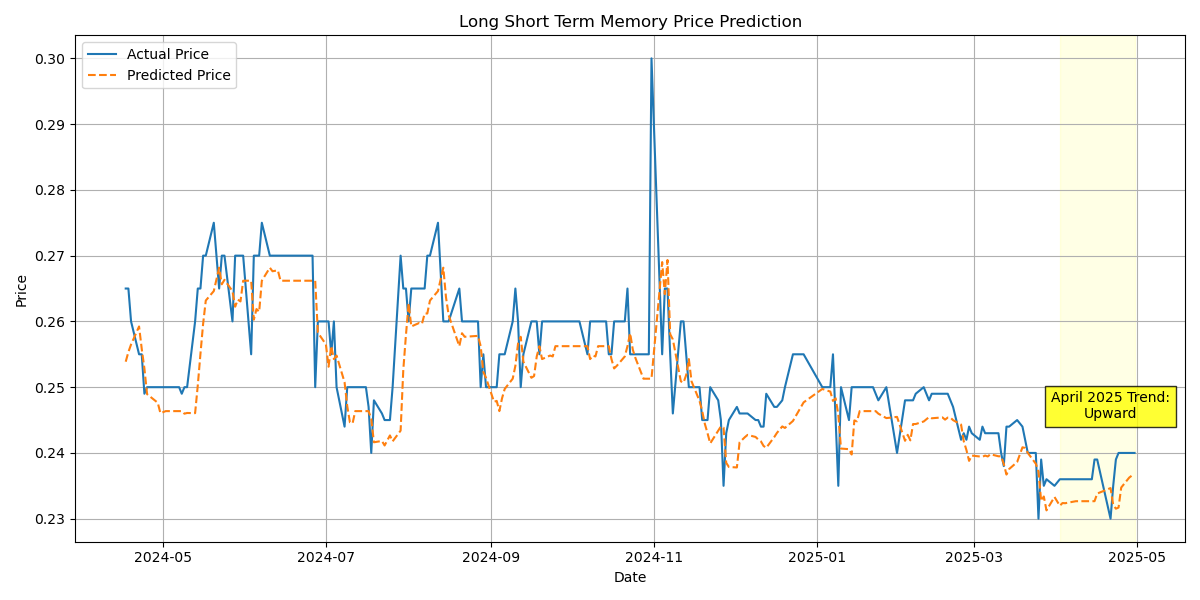 Long Short Term Memory Price Prediction
Actual Price
Predicted Price
Price
0.30
0.29
0.28
0.27
0.26
0.25
0.24
0.23
April 2025 Trend:
Upward
2024-05
2024-07
2024-09
2024-11
2025-01
2025-03
2025-05
Date